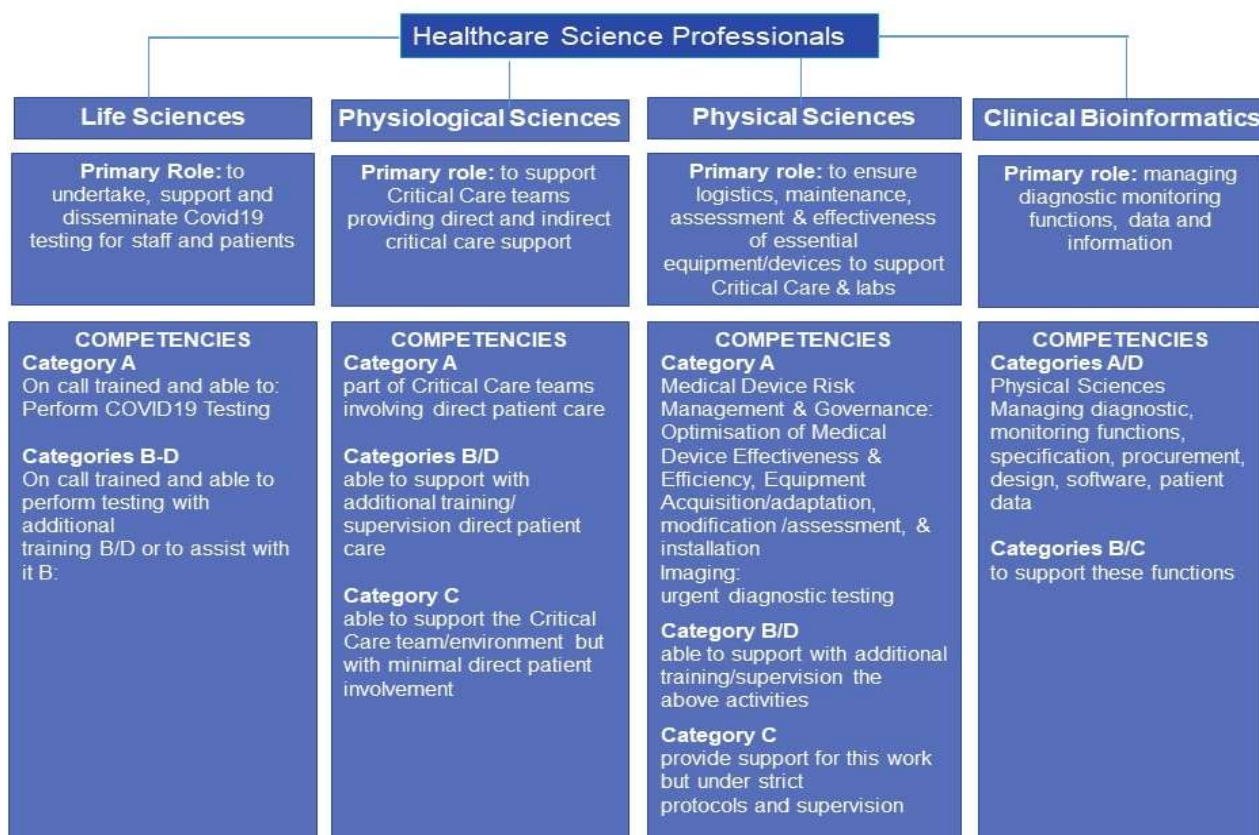 Healthcare Science Professionals
Life Sciences
Primary Role: to
undertake, support and
disseminate Covid19
testing for staff and patients
COMPETENCIES
Category A
On call trained and able to:
Perform COVID19 Testing
Categories B-D
On call trained and able to
perform testing with
additional
training B/D or to assist with
it B:
Physiological Sciences
Primary role: to support
Critical Care teams
providing direct and indirect
critical care support
COMPETENCIES
Category A
part of Critical Care teams
involving direct patient care
Categories B/D
able to support with
additional training/
supervision direct patient
care
Category C
able to support the Critical
Care team/environment but
with minimal direct patient
involvement
Physical Sciences
Primary role: to ensure
logistics, maintenance,
assessment & effectiveness
of essential
equipment/devices to support
Critical Care & labs
COMPETENCIES
Category A
Medical Device Risk
Management & Governance:
Optimisation of Medical
Device Effectiveness &
Efficiency, Equipment
Acquisition/adaptation,
modification /assessment, &
installation
Imaging:
urgent diagnostic testing
Category B/D
able to support with additional
training/supervision the
above activities
Category C
provide support for this work
but under strict
protocols and supervision
Clinical Bioinformatics
Primary role: managing
diagnostic monitoring
functions, data and
information
COMPETENCIES
Categories A/D
Physical Sciences
Managing diagnostic,
monitoring functions,
specification, procurement,
design, software, patient
data
Categories B/C
to support these functions